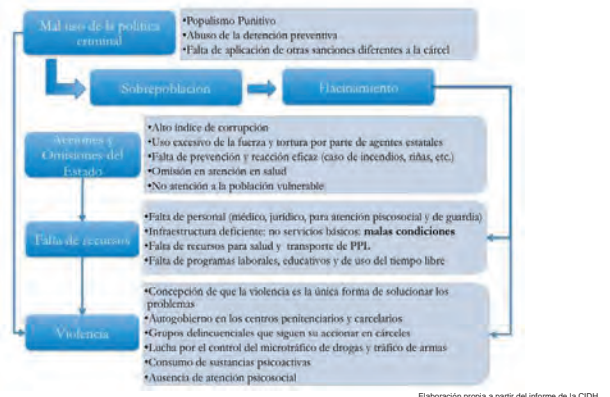 Mal uso de la política
criminal
•Populismo Punitivo
•Abuso de la detención preventiva
•Falta de aplicación de otras sanciones diferentes a la cárcel
Sobrepoblación
Hacinamiento
Acciones y
Omisiones del
Estado
•Alto índice de corrupción
•Uso excesivo de la fuerza y tortura por parte de agentes estatales
•Falta de prevención y reacción eficaz (caso de incendios, riñas, etc.)
•Omisión en atención en salud
•No atención a la población vulnerable
Falta de recursos
•Falta de personal (médico, jurídico, para atención piscosocial y de guardia)
•Infraestructura deficiente: no servicios básicos: malas condiciones
•Falta de recursos para salud y transporte de PPL
•Falta de programas laborales, educativos y de uso del tiempo libre
Violencia
•Concepción de que la violencia es la única forma de solucionar los
problemas
•Autogobierno en los centros penitenciarios y carcelarios
•Grupos delincuenciales que siguen su accionar en cárceles
•Lucha por el control del microtráfico de drogas y tráfico de armas
•Consumo de sustancias psicoactivas
•Ausencia de atención psicosocial
Elaboración propia a partir del informe de la CIDH